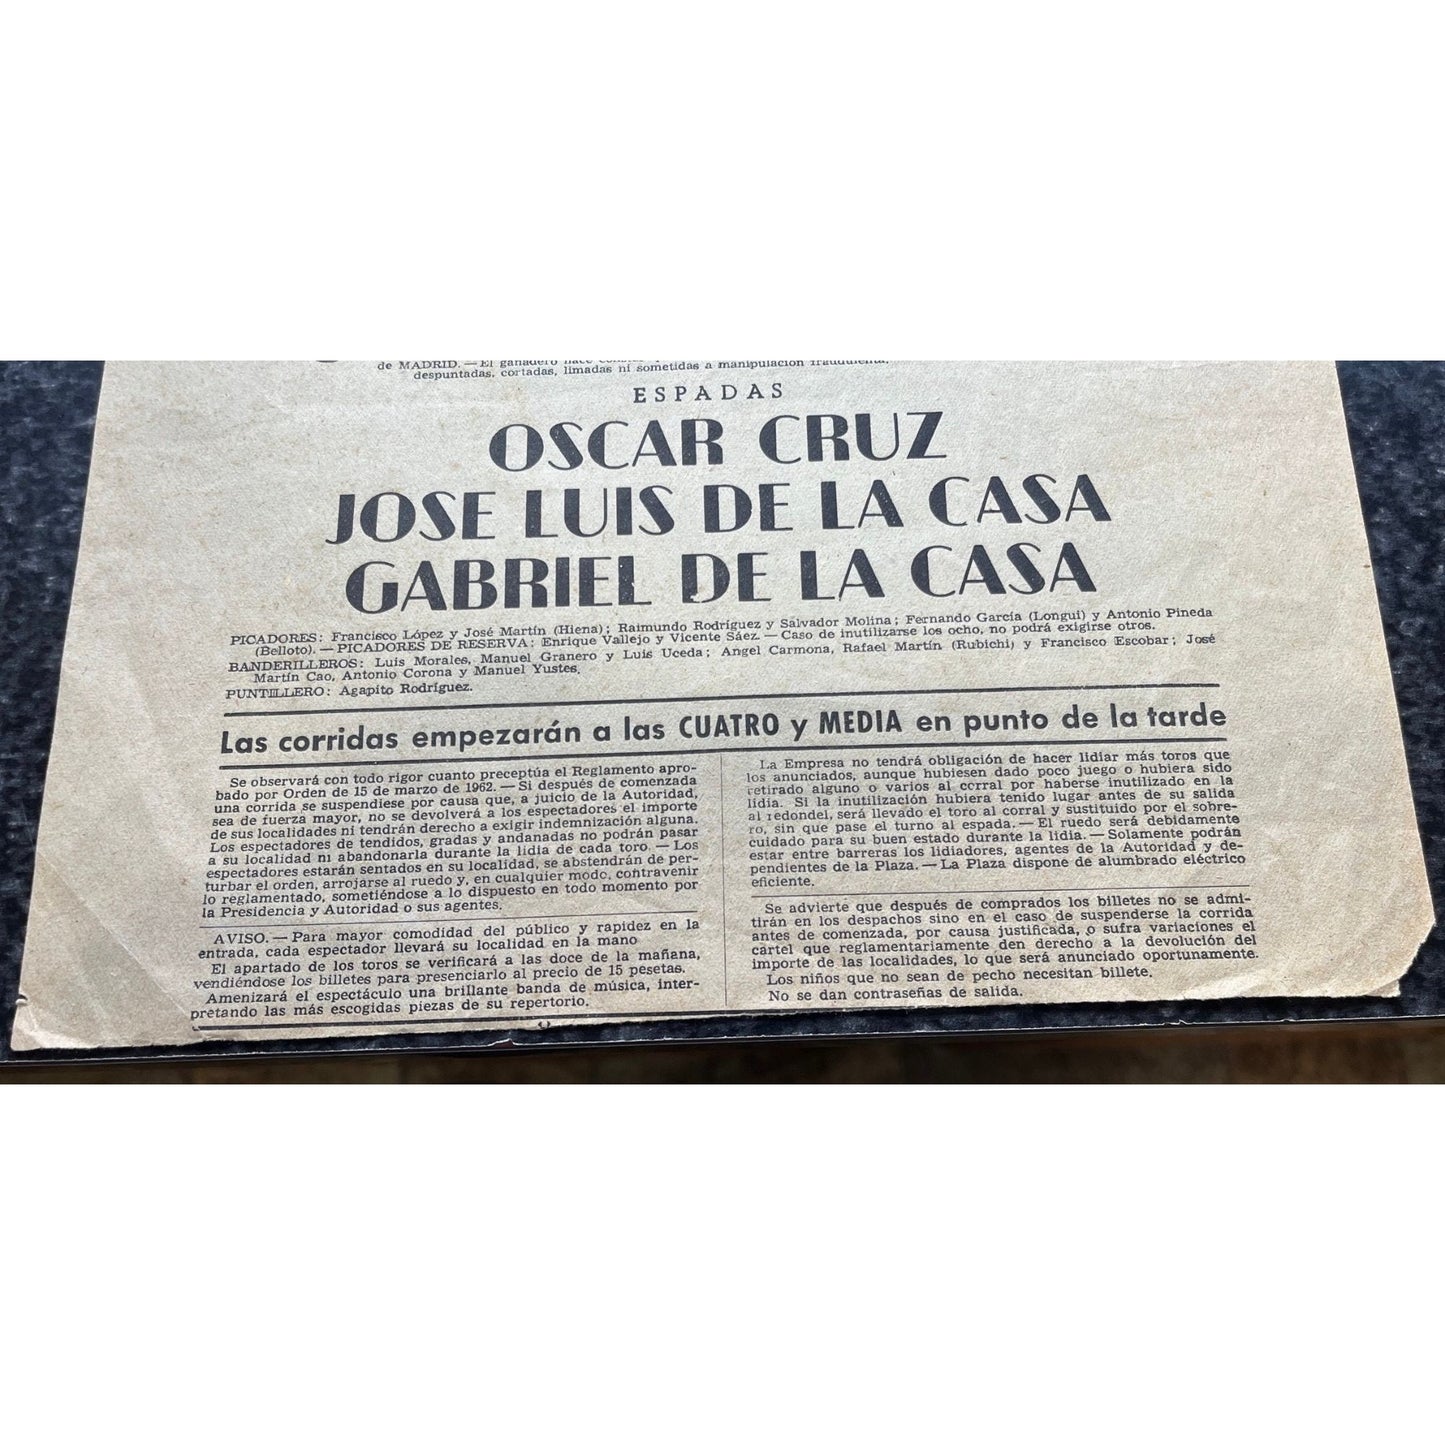 de MADRID. — El ganadero hace
despuntadas, cortadas, limadas ni sometidas a manipulación fraudulenta.
ESPADAS
OSCAR CRUZ
JOSE LUIS DE LA CASA
GABRIEL DE LA CASA
PICADORES: Francisco López y José Martín (Hiena); Raimundo Rodríguez y Salvador Molina; Fernando García (Longui) y Antonio Pineda
(Belloto). — PICADORES DE RESERVA: Enrique Vallejo y Vicente Sáez. — Caso de inutilizarse los ocho, no podrá exigirse otros.
BANDERILLEROS: Luis Morales, Manuel Granero y Luis Uceda; Angel Carmona, Rafael Martín (Rubichi) y Francisco Escobar; José
Martín Cao, Antonio Corona y Manuel Yustes.
PUNTILLERO: Agapito Rodríguez.
Las corridas empezarán a las CUATRO y MEDIA en punto de la tarde
Se observará con todo rigor cuanto preceptúa el Reglamento apro-
bado por Orden de 15 de marzo de 1962. — Si después de comenzada
una corrida se suspendiese por causa que, a juicio de la Autoridad,
sea de fuerza mayor, no se devolverá a los espectadores el importe
de sus localidades ni tendrán derecho a exigir indemnización alguna.
Los espectadores de tendidos, gradas y andanadas no podrán pasar
a su localidad ni abandonarla durante la lidia de cada toro. — Los
espectadores estarán sentados en su localidad, se abstendrán de per-
turbar el orden, arrojarse al ruedo y, en cualquier modo, contravenir
lo reglamentado, sometiéndose a lo dispuesto en todo momento por
la Presidencia y Autoridad o sus agentes.
AVISO. — Para mayor comodidad del público y rapidez en la
entrada, cada espectador llevará su localidad en la mano
El apartado de los toros se verificará a las doce de la mañana,
vendiéndose los billetes para presenciarlo al precio de 15 pesetas.
Amenizará el espectáculo una brillante banda de música, inter-
pretando las más escogidas piezas de su repertorio.
La Empresa no tendrá obligación de hacer lidiar más toros que
los anunciados, aunque hubiesen dado poco juego o hubiera sido
retirado alguno o varios al corral por haberse inutilizado en la
lidia. Si la inutilización hubiera tenido lugar antes de su salida
al redondel, será llevado el toro al corral y sustituido por el sobre-
ro, sin que pase el turno al espada. — El ruedo será debidamente
cuidado para su buen estado durante la lidia. — Solamente podrán
estar entre barreras los lidiadores, agentes de la Autoridad y de-
pendientes de la Plaza. — La Plaza dispone de alumbrado eléctrico
eficiente.
Se advierte que después de comprados los billetes no se admi-
tirán en los despachos sino en el caso de suspenderse la corrida
antes de comenzada, por causa justificada, o sufra variaciones el
cartel que reglamentariamente den derecho a la devolución del
importe de las localidades, lo que será anunciado oportunamente.
Los niños que no sean de pecho necesitan billete.
No se dan contraseñas de salida.